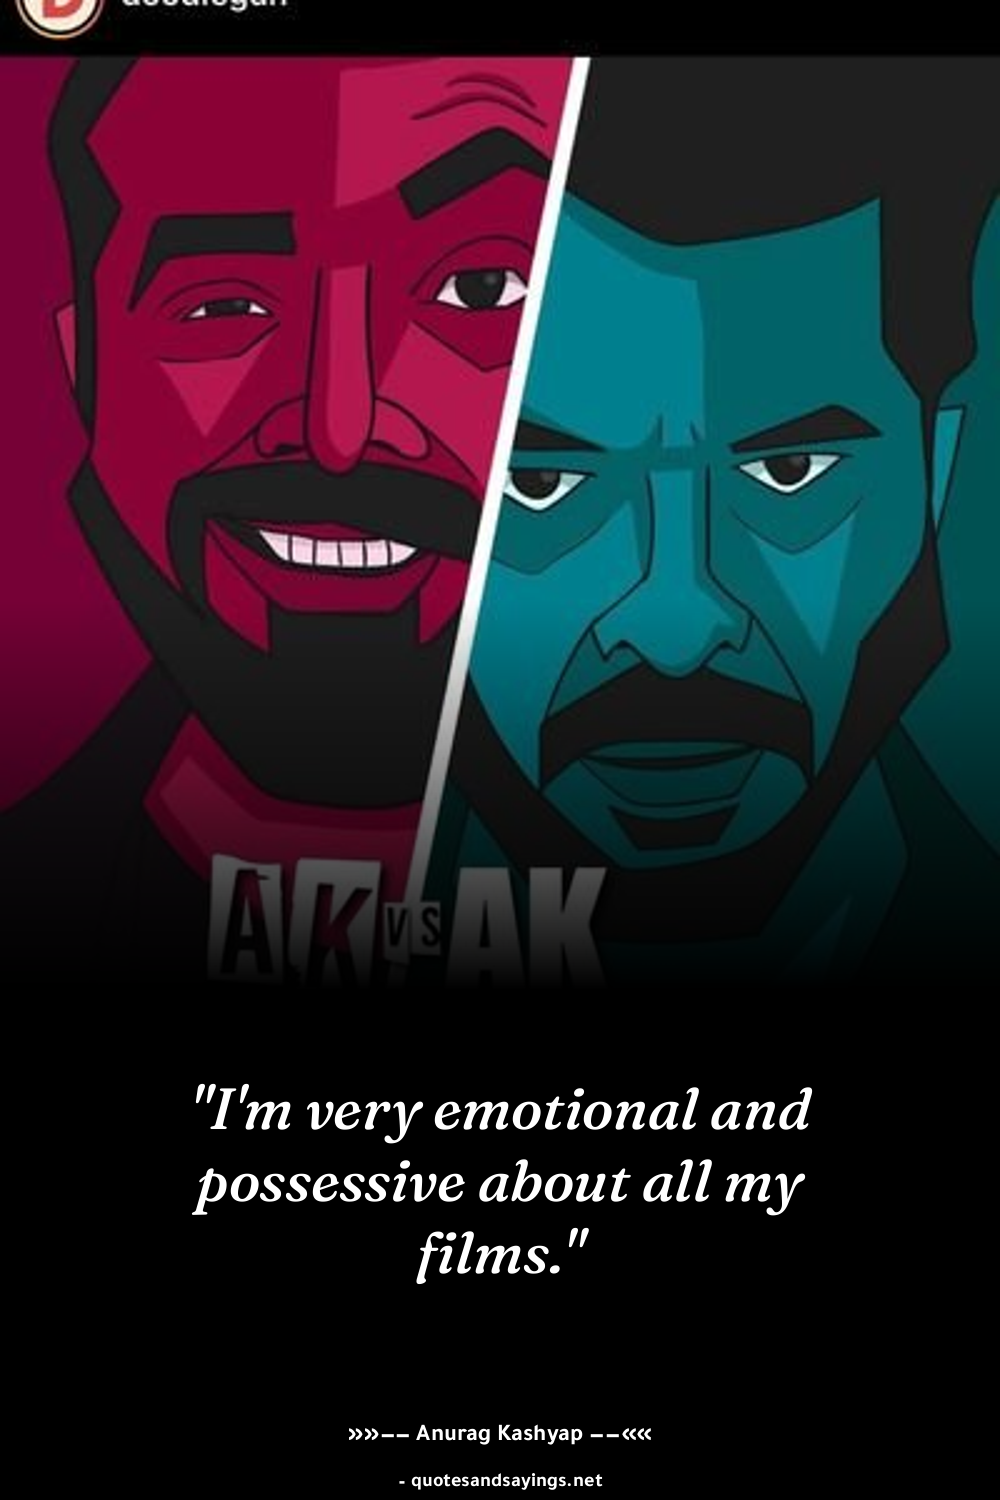 AK VS AK
"I'm very emotional and
possessive about all my
films."
»»–– Anurag Kashyap ––««
- quotesandsayings.net